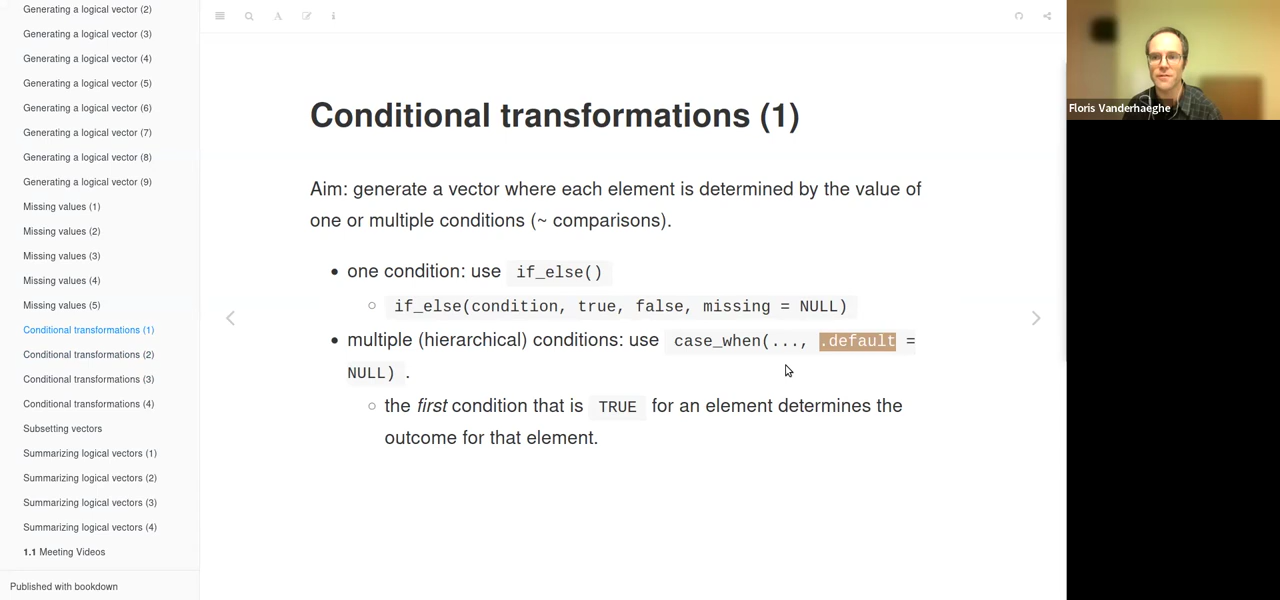 Generating a logical vector (2)
Generating a logical vector (3)
Generating a logical vector (4)
Generating a logical vector (5)
Generating a logical vector (6)
Generating a logical vector (7)
Generating a logical vector (8)
Generating a logical vector (9)
Missing values (1)
Missing values (2)
Missing values (3)
Missing values (4)
Missing values (5)
Conditional transformations (1)
Conditional transformations (2)
Conditional transformations (3)
Conditional transformations (4)
Subsetting vectors
Summarizing logical vectors (1)
Summarizing logical vectors (2)
Summarizing logical vectors (3)
Summarizing logical vectors (4)
1.1 Meeting Videos
Published with bookdown
Conditional transformations (1)
Aim: generate a vector where each element is determined by the value of
one or multiple conditions (~ comparisons).
• one condition: use if_else()
○ if_else(condition, true, false, missing = NULL)
• multiple (hierarchical) conditions: use case_when(..., .default =
NULL) .
○ the first condition that is TRUE for an element determines the
outcome for that element.
Floris Vanderhaeghe